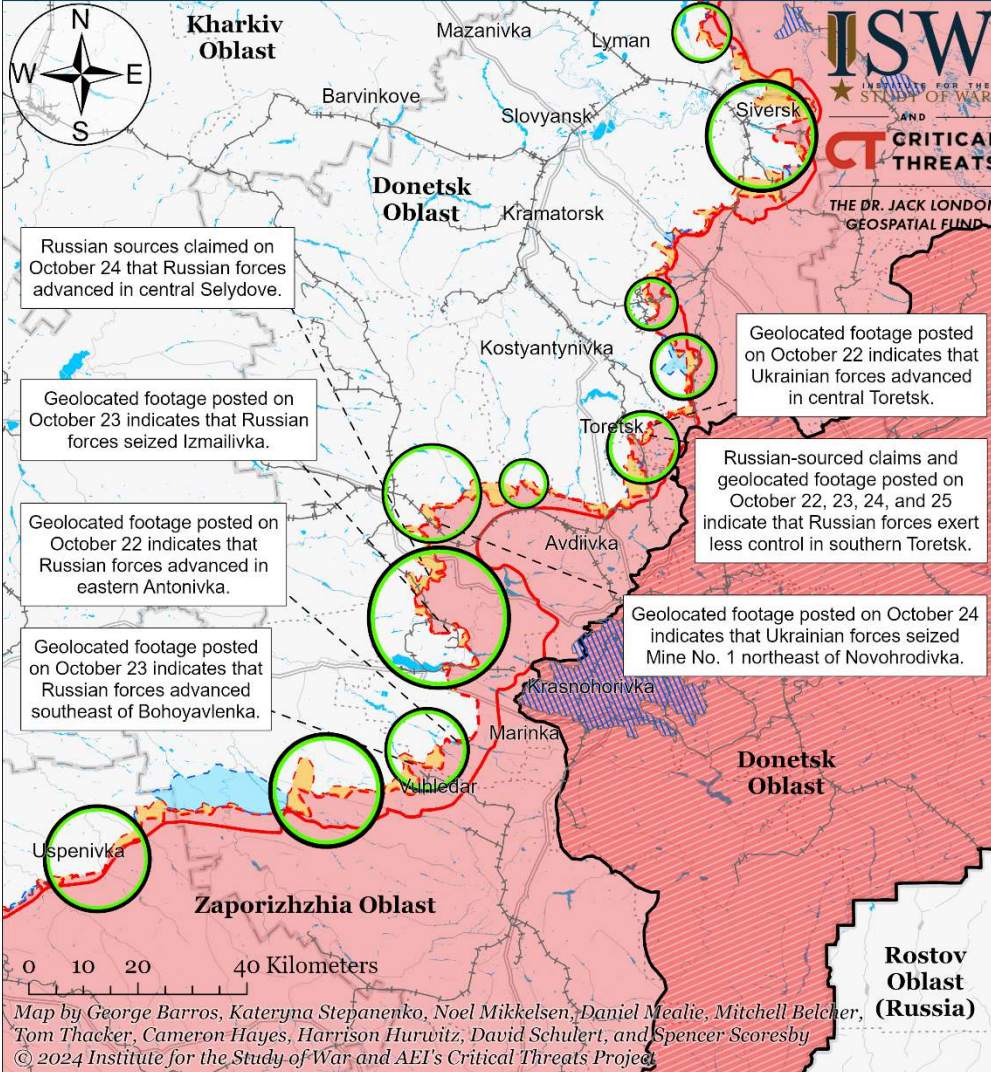 N
W E
S
Kharkiv
Oblast
Mazanivka
Lyman
ISW
INSTITUTE FOR THE
STUDY OF WAR
AND
CT CRITICAL
THREATS
THE DR. JACK LONDON
GEOSPATIAL FUND
Barvinkove
Slovyansk
Siversk
Donetsk
Oblast
Kramatorsk
Russian sources claimed on
October 24 that Russian forces
advanced in central Selydove.
Kostyantynivka
Geolocated footage posted
on October 22 indicates that
Ukrainian forces advanced
in central Toretsk.
Geolocated footage posted on
October 23 indicates that Russian
forces seized Izmailivka.
Toretsk
Russian-sourced claims and
geolocated footage posted
on October 22, 23, 24, and 25
indicate that Russian forces exert
less control in southern Toretsk.
Geolocated footage posted on
October 22 indicates that
Russian forces advanced in
eastern Antonivka.
Avdiivka
Geolocated footage posted on October 24
indicates that Ukrainian forces seized
Mine No. 1 northeast of Novohrodivka.
Geolocated footage posted
on October 23 indicates that
Russian forces advanced
southeast of Bohoyavlenka.
Krasnohorivka
Marinka
Donetsk
Oblast
Vuhledar
Uspenivka
Zaporizhzhia Oblast
Rostov
Oblast
(Russia)
0 10 20 40 Kilometers
Map by George Barros, Kateryna Stepanenko, Noel Mikkelsen, Daniel Mealie, Mitchell Belcher,
Tom Thacker, Cameron Hayes, Harrison Hurwitz, David Schulert, and Spencer Scoresby
© 2024 Institute for the Study of War and AEI's Critical Threats Project